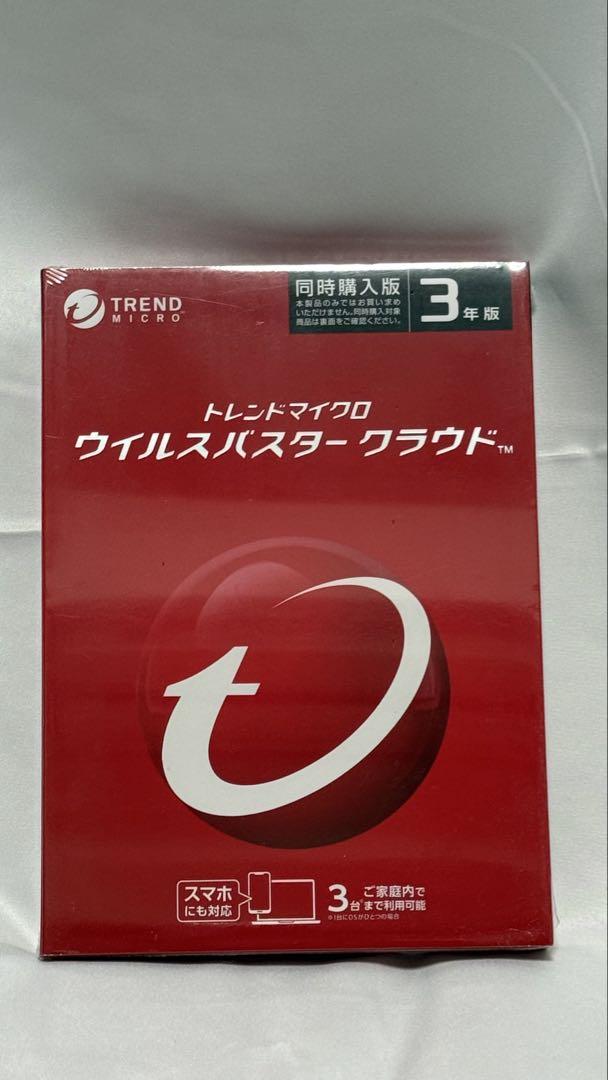 TREND
MICRO
同時購入版
本製品のみではお買い求め
いただけません。同時購入対象
商品は裏面をご確認ください。
3年版
トレンドマイクロ
ウイルスバスター クラウド™
スマホ
にも対応
3台※まで利用可能
ご家庭内で
※1台にOSがひとつの場合